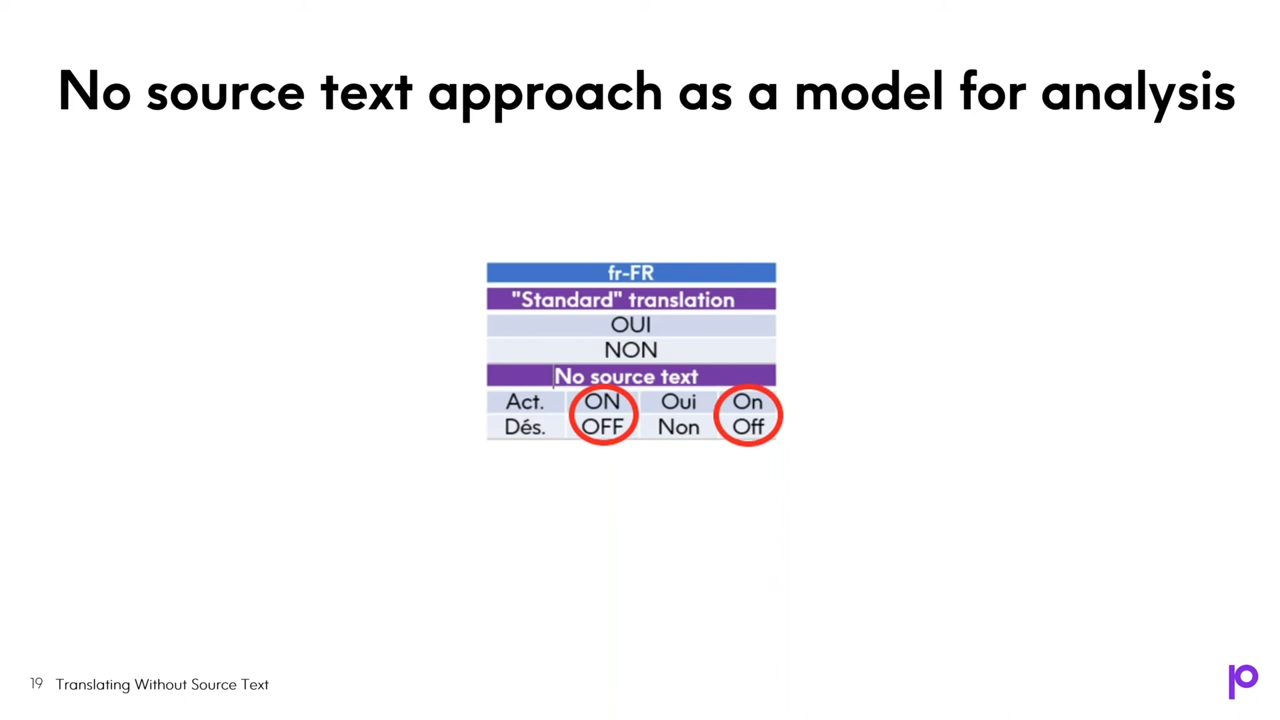 No source text approach as a model for analysis
fr-FR
"Standard" translation
OUI
NON
No source text
Act. ON Oui On
Dés. OFF Non Off
19 Translating Without Source Text